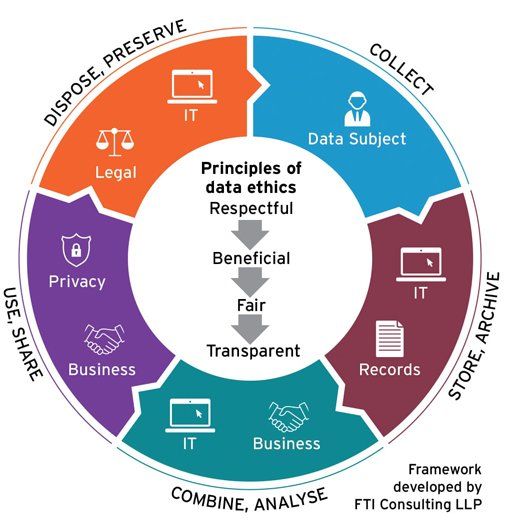 DISPOSE, PRESERVE
COLLECT
IT
Legal
Data Subject
Principles of
data ethics
Respectful
Beneficial
Fair
Transparent
Privacy
Business
IT
Records
USE, SHARE
STORE, ARCHIVE
IT
Business
COMBINE, ANALYSE
Framework
developed by
FTI Consulting LLP